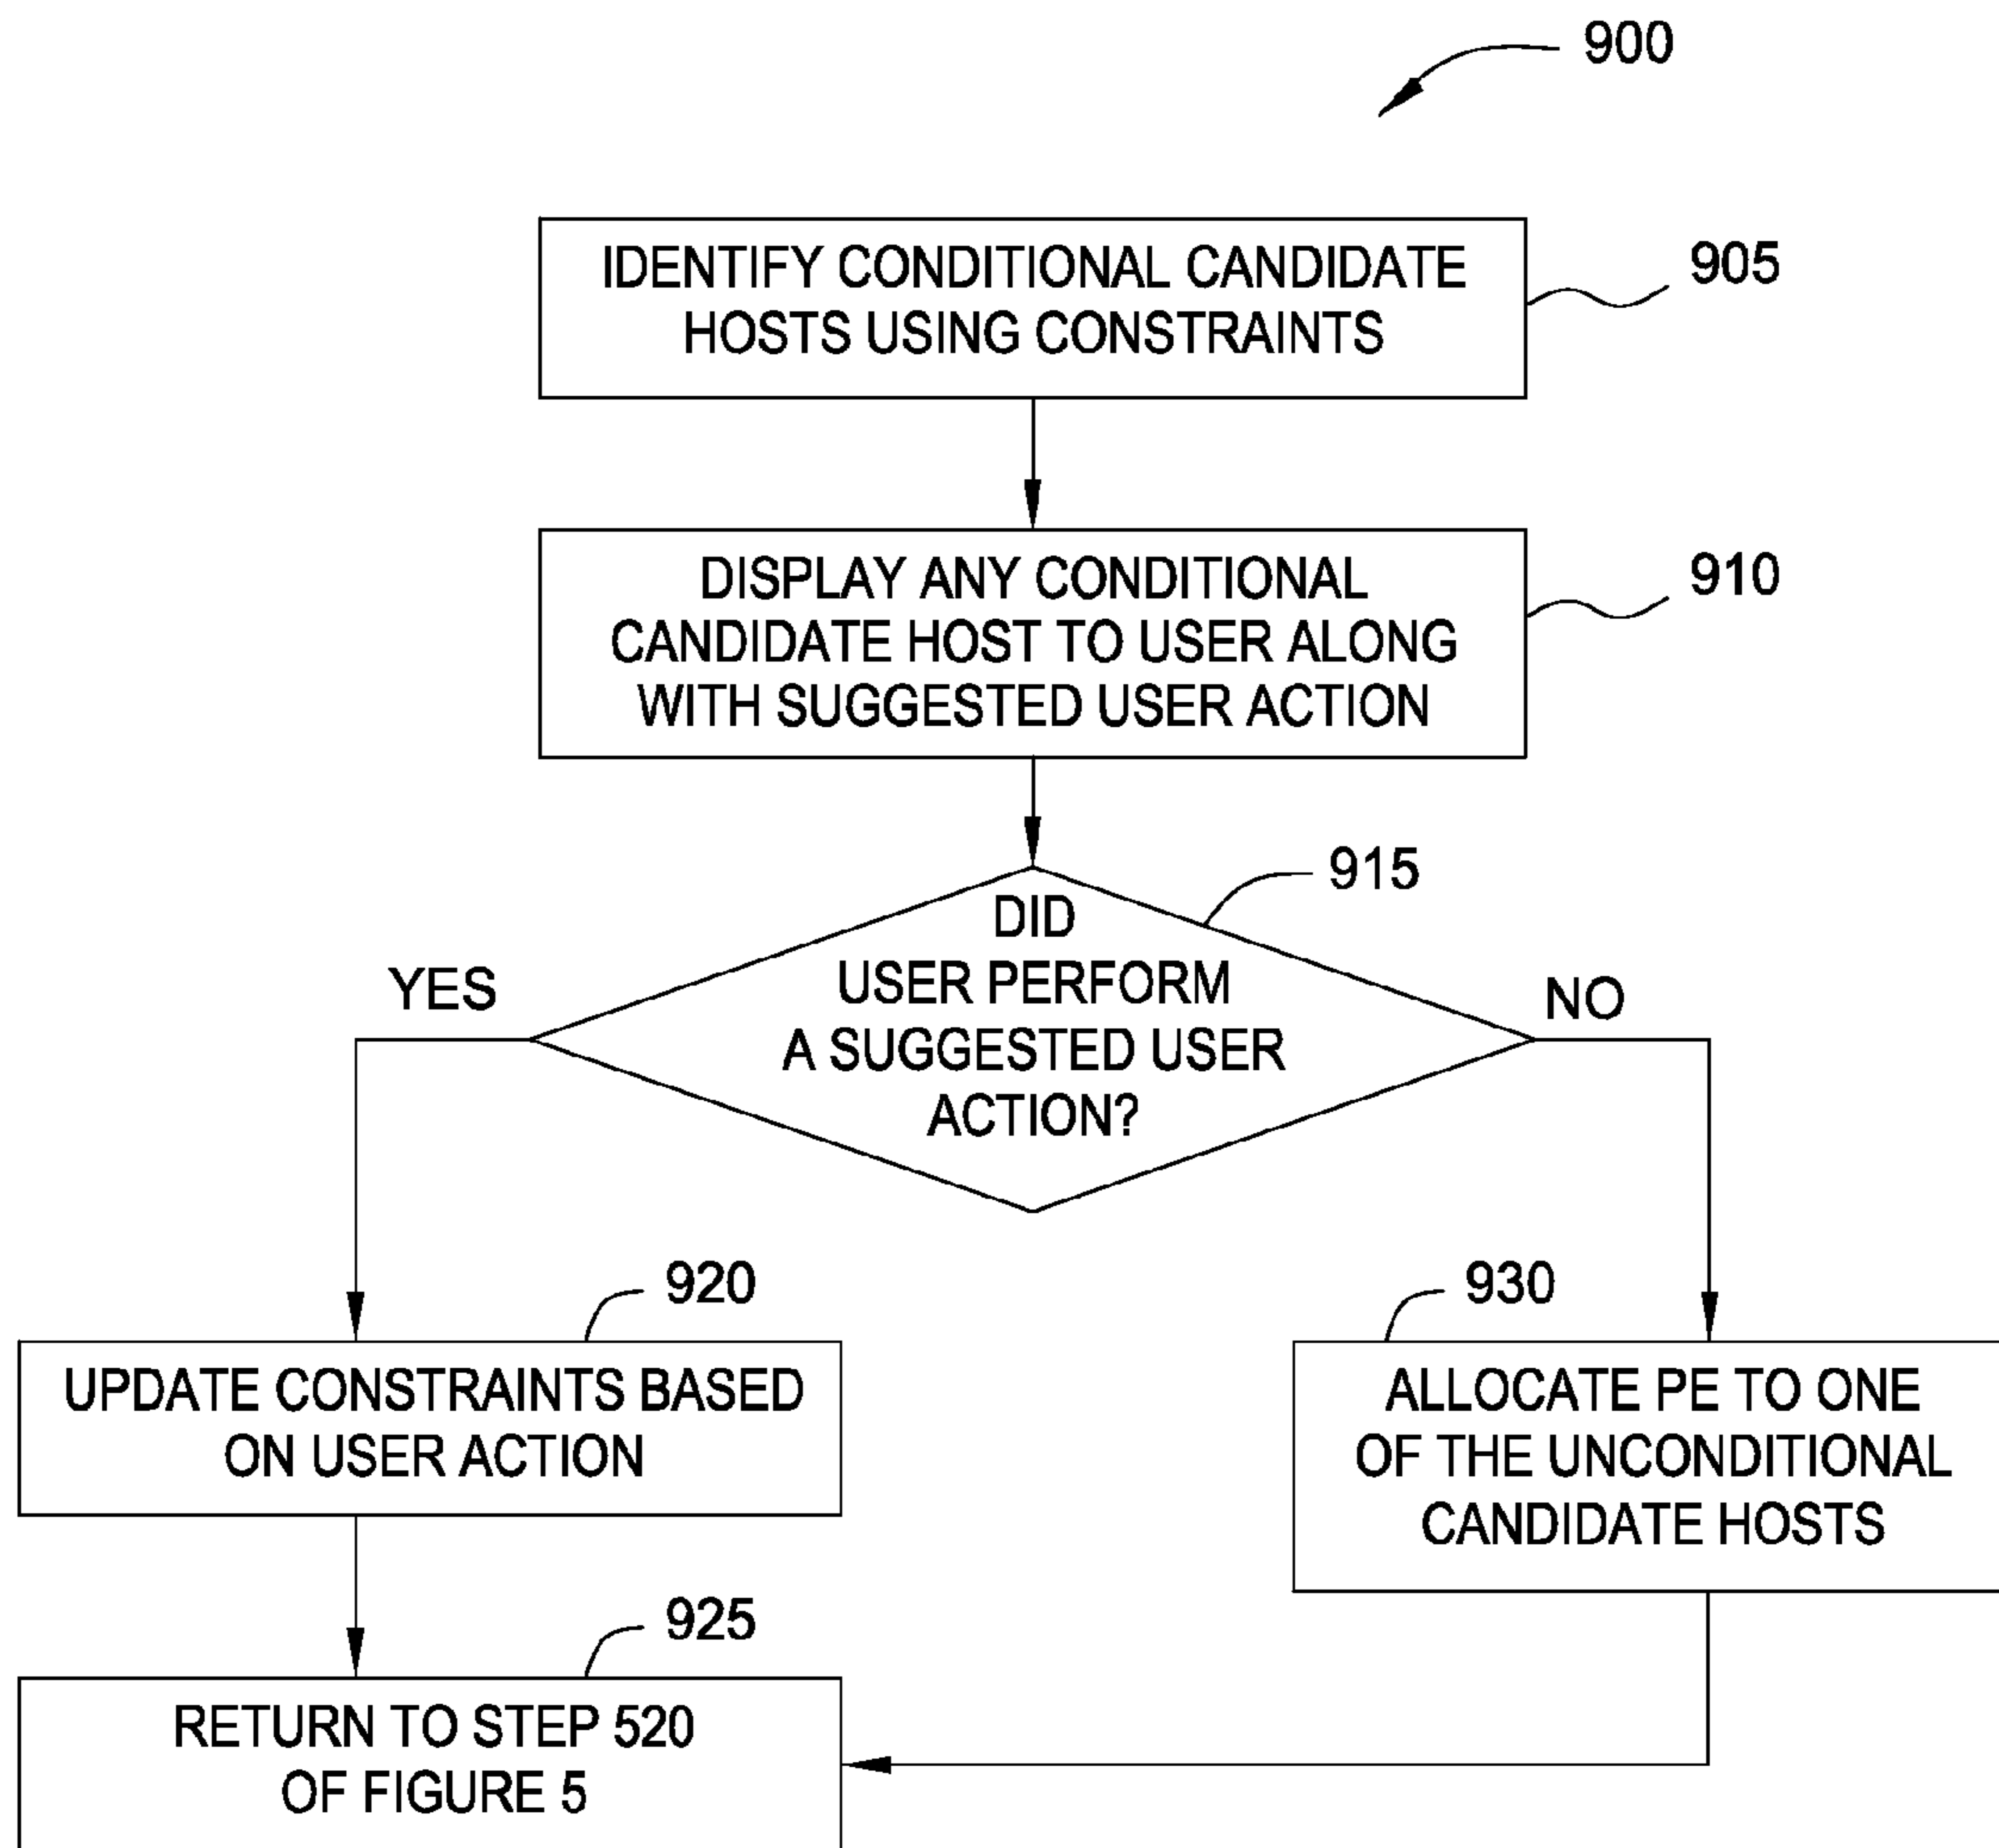 900
IDENTIFY CONDITIONAL CANDIDATE
HOSTS USING CONSTRAINTS
905
DISPLAY ANY CONDITIONAL
CANDIDATE HOST TO USER ALONG
WITH SUGGESTED USER ACTION
910
DID
USER PERFORM
A SUGGESTED USER
ACTION?
915
YES
NO
920
UPDATE CONSTRAINTS BASED
ON USER ACTION
930
ALLOCATE PE TO ONE
OF THE UNCONDITIONAL
CANDIDATE HOSTS
925
RETURN TO STEP 520
OF FIGURE 5